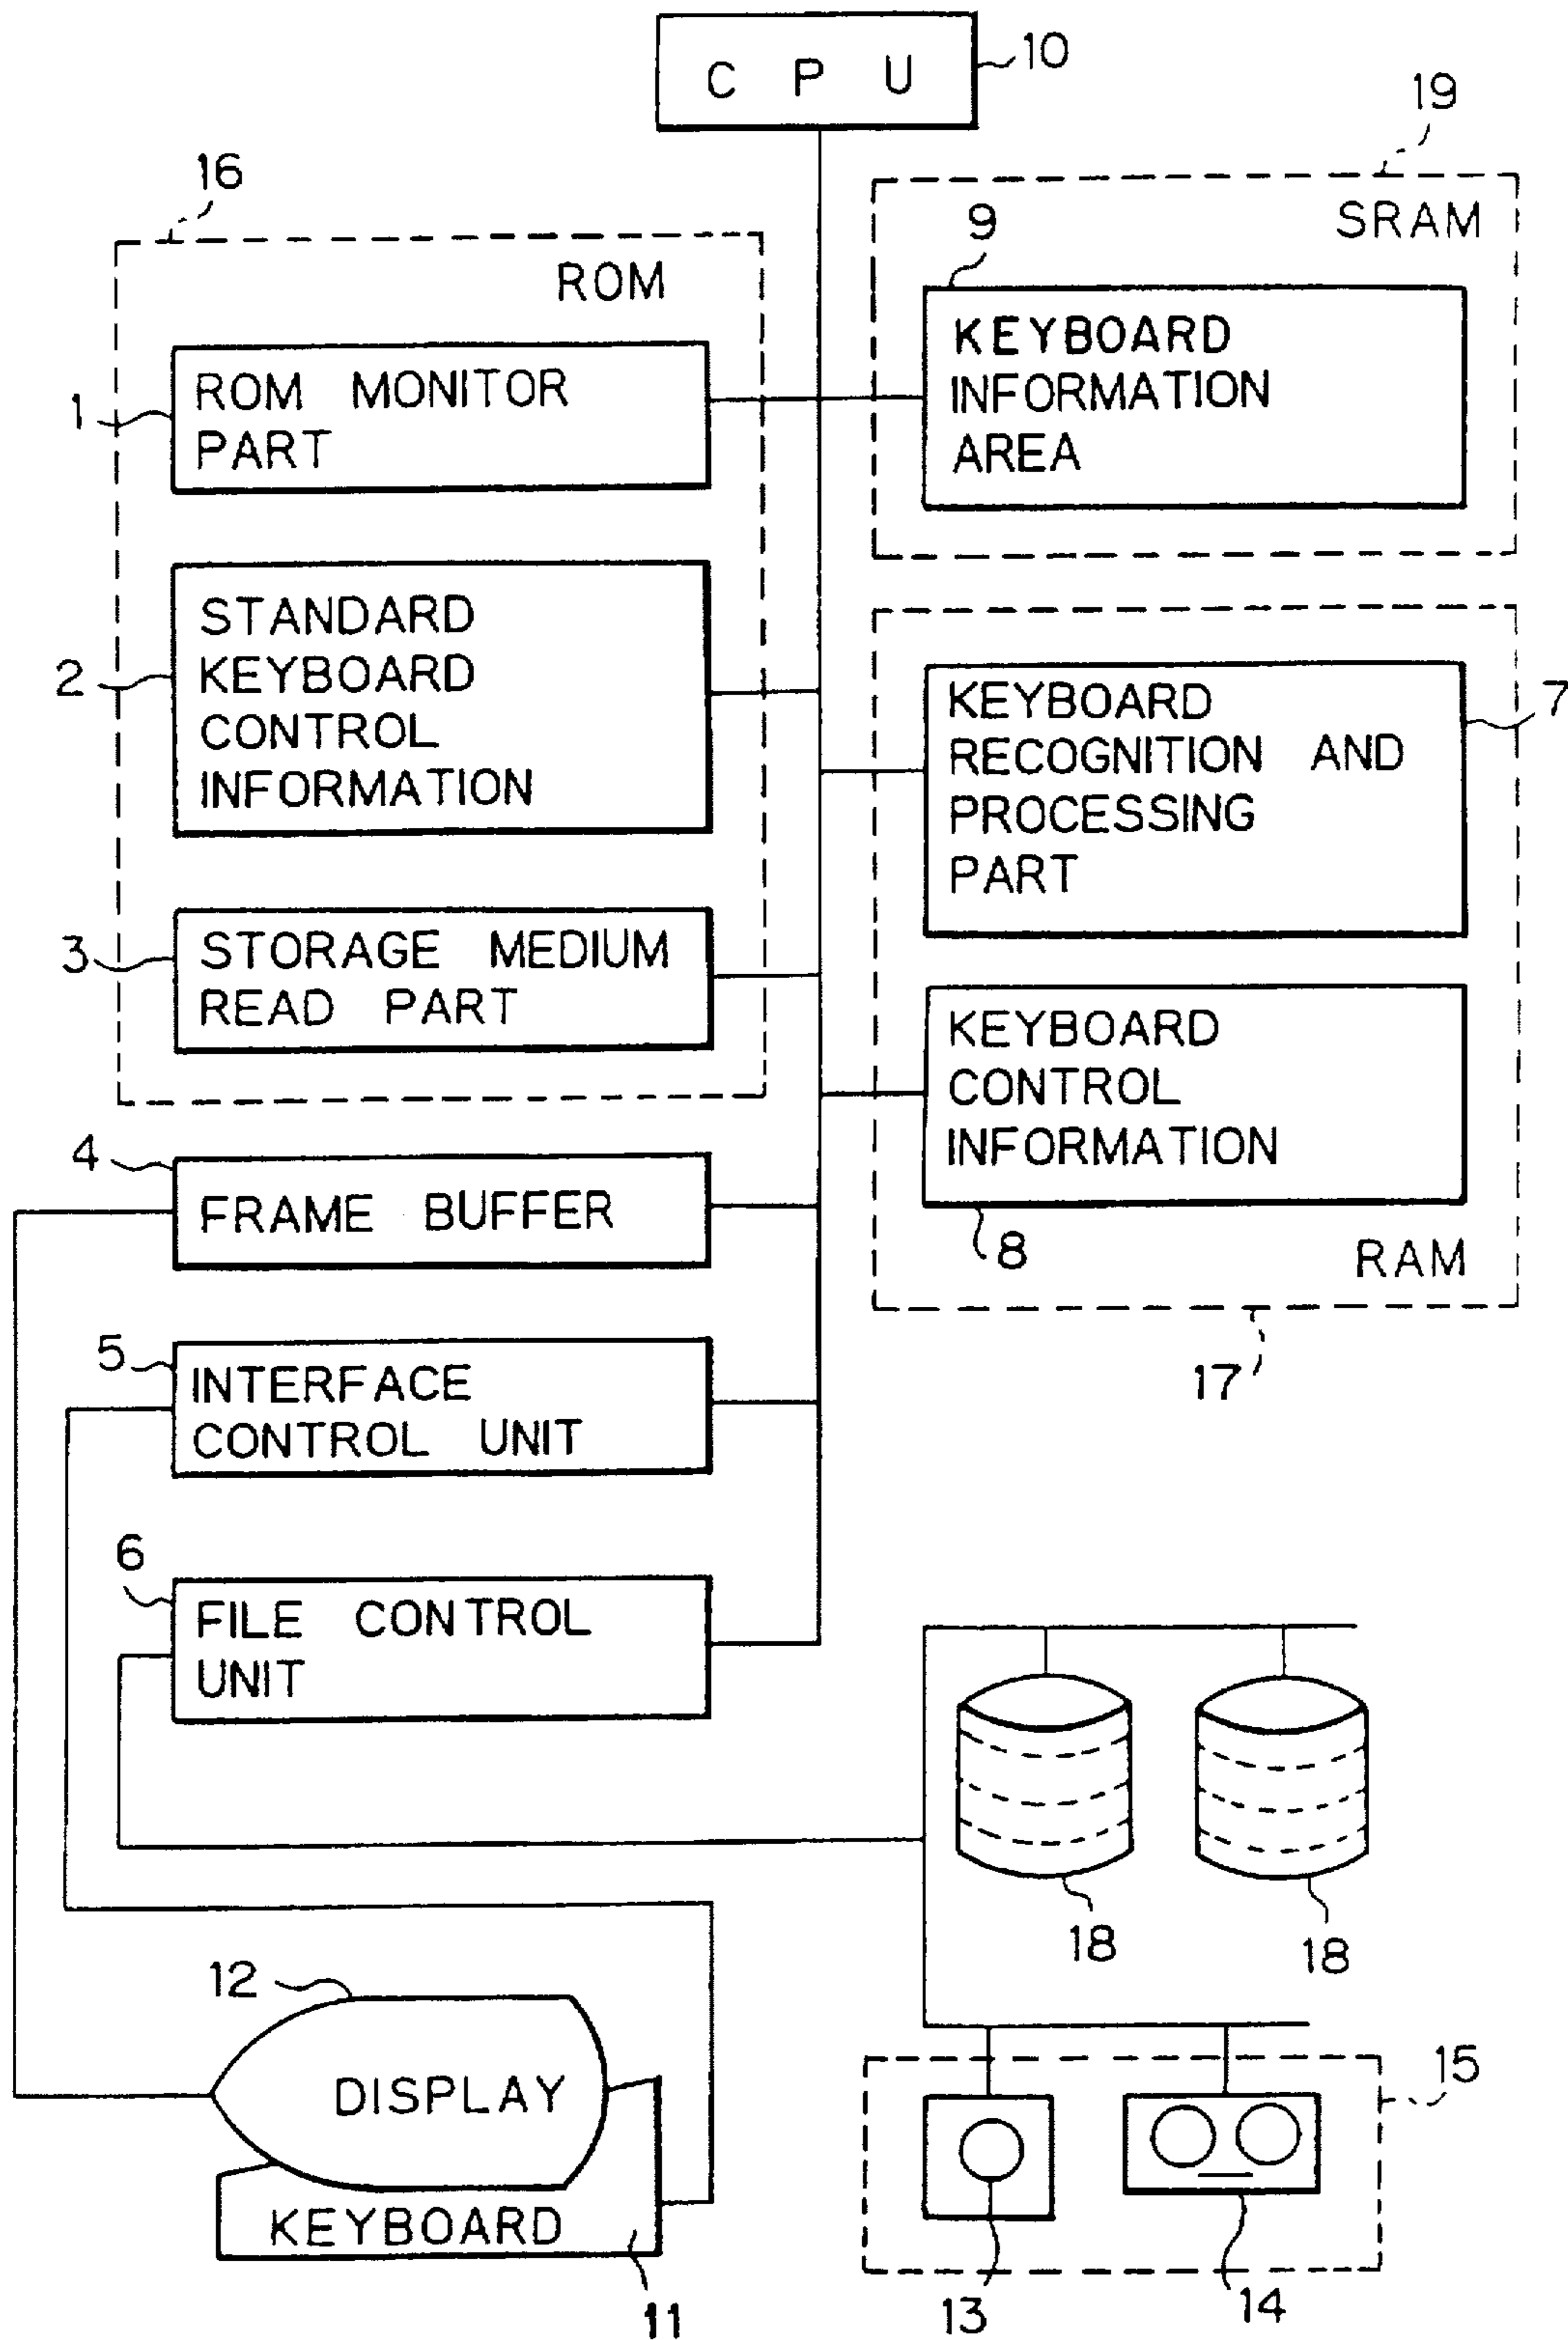 C P U
10
19
16
SRAM
9
ROM
KEYBOARD
INFORMATION
AREA
1
ROM MONITOR
PART
2
STANDARD
KEYBOARD
CONTROL
INFORMATION
7
KEYBOARD
RECOGNITION AND
PROCESSING
PART
3
STORAGE MEDIUM
READ PART
KEYBOARD
CONTROL
INFORMATION
8
RAM
17
4
FRAME BUFFER
5
INTERFACE
CONTROL UNIT
6
FILE CONTROL
UNIT
18
18
12
DISPLAY
KEYBOARD
11
15
13
14